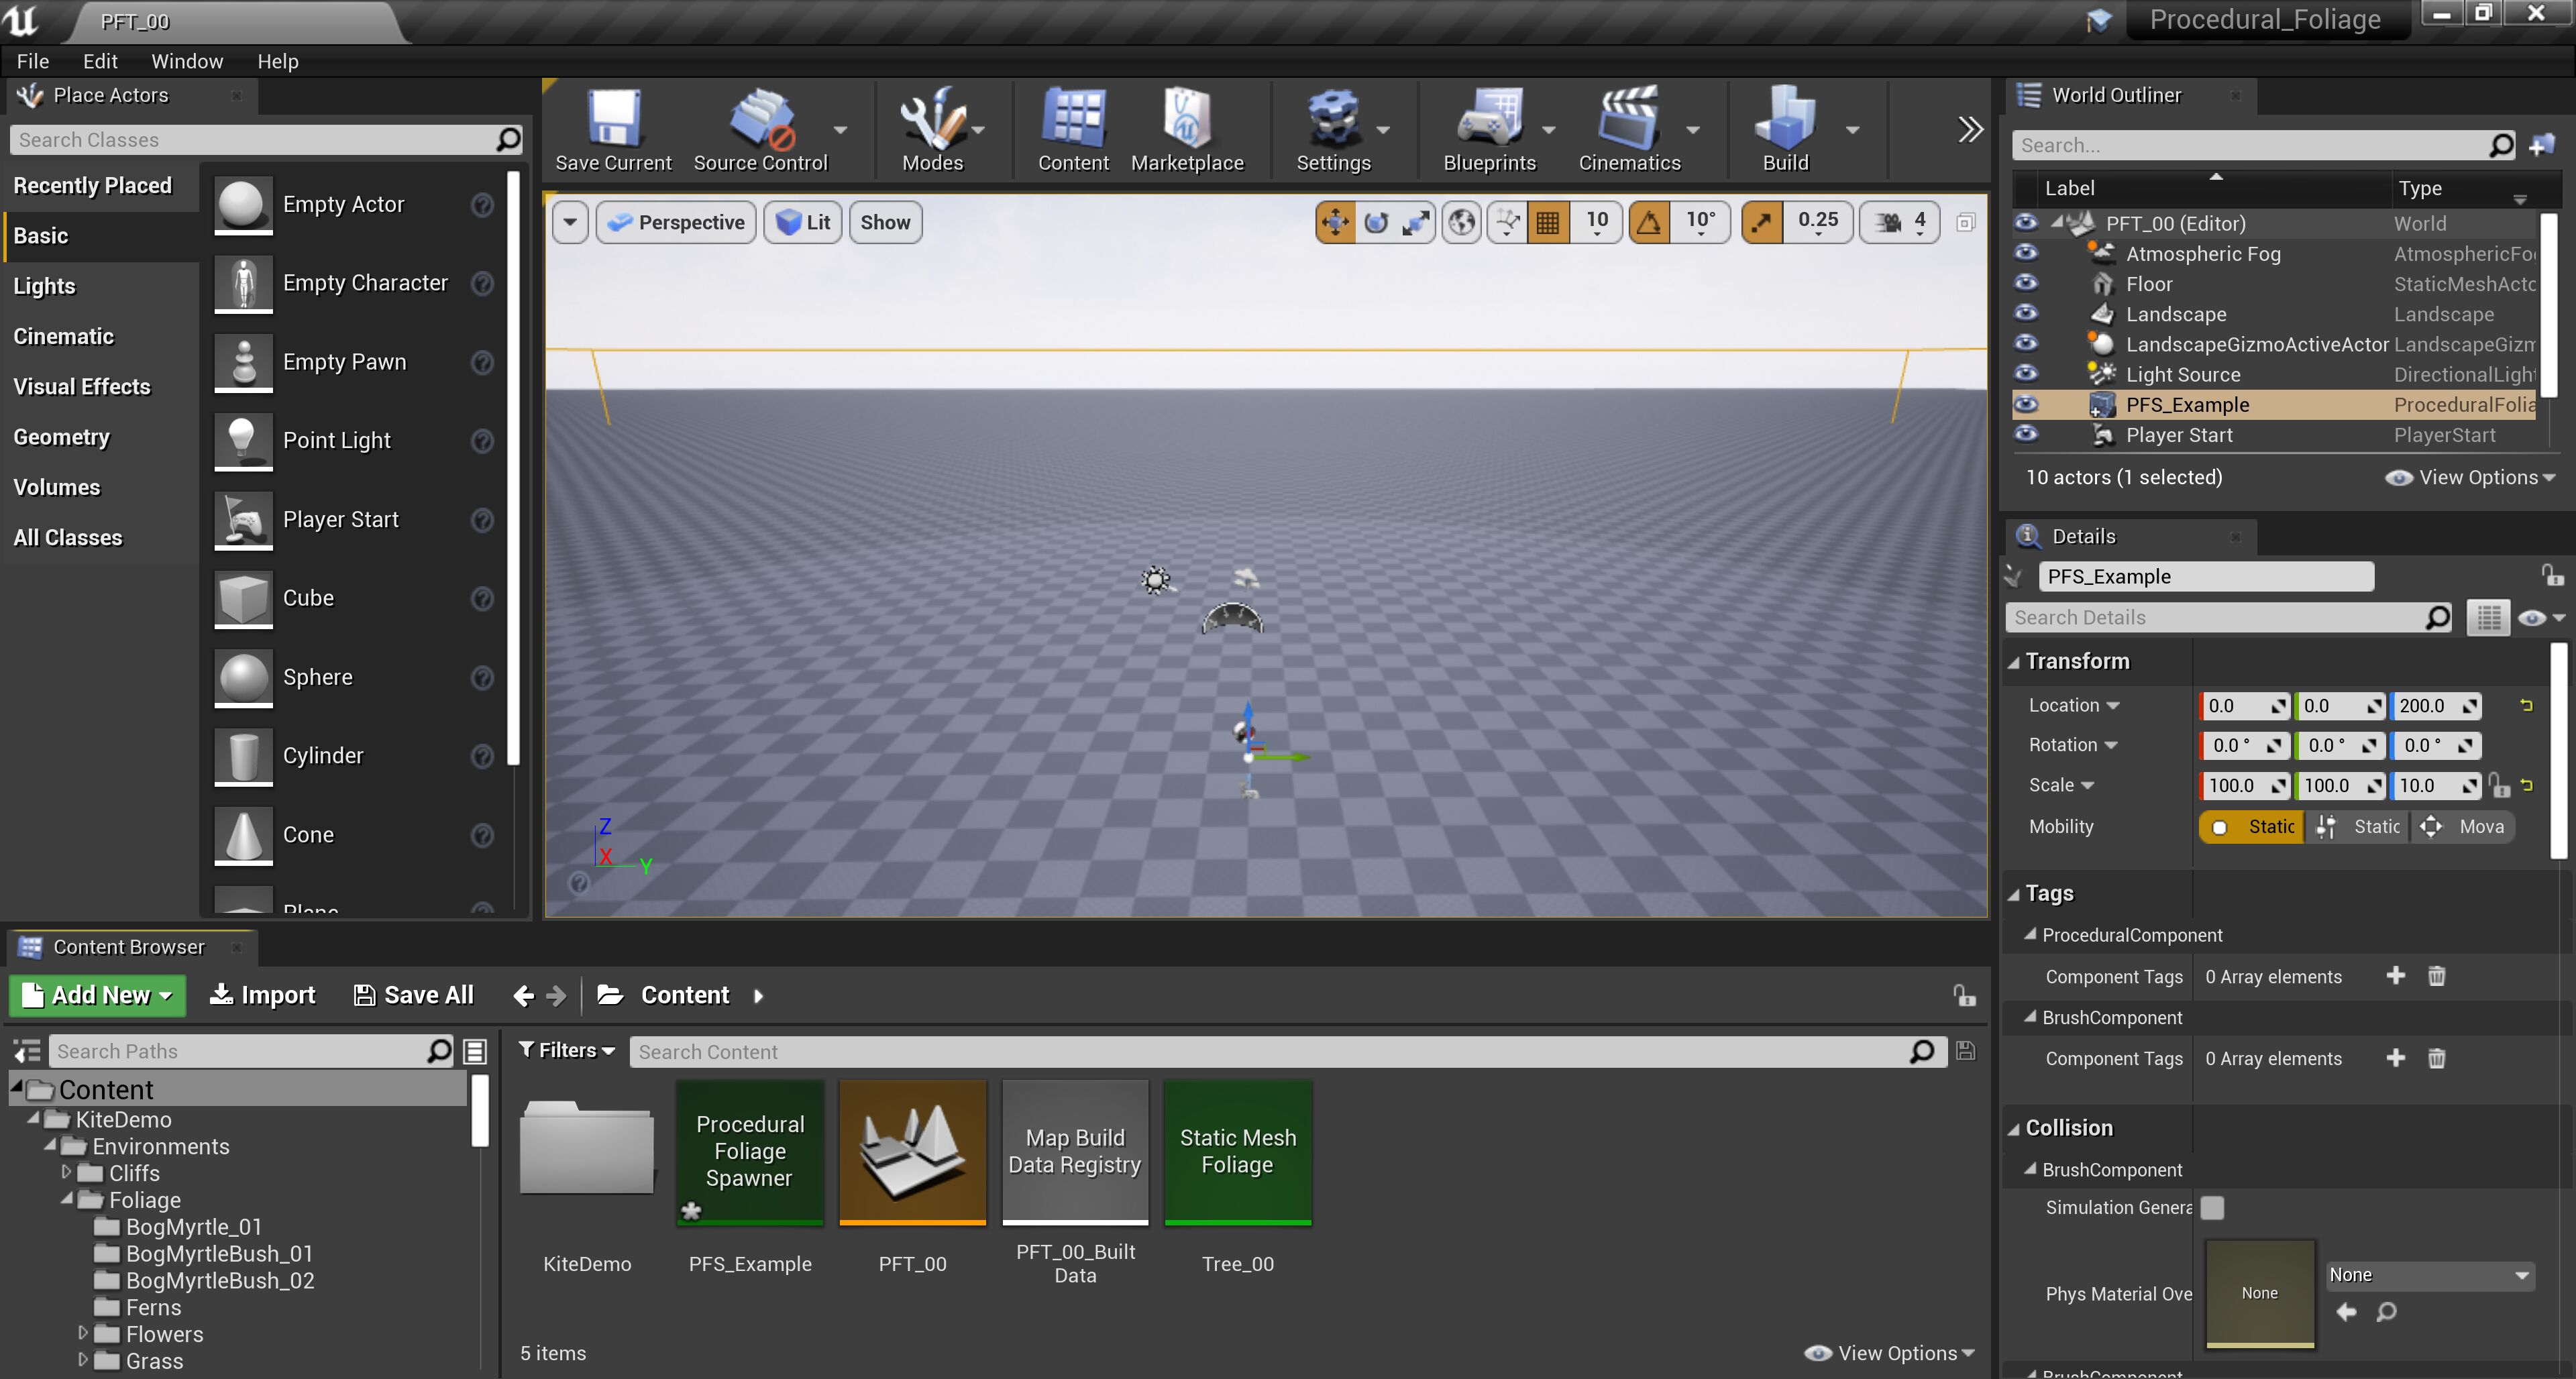 PFT_00
Procedural_Foliage
File Edit Window Help
Place Actors
Search Classes
Recently Placed
Basic
Lights
Cinematic
Visual Effects
Geometry
Volumes
All Classes
Empty Actor
Empty Character
Empty Pawn
Point Light
Player Start
Cube
Sphere
Cylinder
Cone
Plane
Save Current Source Control Modes Content Marketplace Settings Blueprints Cinematics Build
Perspective Lit Show
10 10° 0.25 4
Z
X
Y
World Outliner
Search...
Label Type
PFT_00 (Editor) World
Atmospheric Fog AtmosphericFo
Floor StaticMeshActo
Landscape Landscape
LandscapeGizmoActiveActor LandscapeGizm
Light Source DirectionalLight
PFS_Example ProceduralFolia
Player Start PlayerStart
10 actors (1 selected) View Options
Details
PFS_Example
Search Details
Transform
Location 0.0 0.0 200.0
Rotation 0.0 ° 0.0 ° 0.0 °
Scale 100.0 100.0 10.0
Mobility Static Static Mova
Tags
ProceduralComponent
Component Tags 0 Array elements
BrushComponent
Component Tags 0 Array elements
Collision
BrushComponent
Simulation Genera
Phys Material Ove None None
BrushComponent
Content Browser
Add New Import Save All Content
Search Paths
Content
KiteDemo
Environments
Cliffs
Foliage
BogMyrtle_01
BogMyrtleBush_01
BogMyrtleBush_02
Ferns
Flowers
Grass
Filters Search Content
Procedural
Foliage
Spawner
Map Build
Data Registry
Static Mesh
Foliage
KiteDemo
PFS_Example
PFT_00
PFT_00_Built
Data
Tree_00
5 items View Options